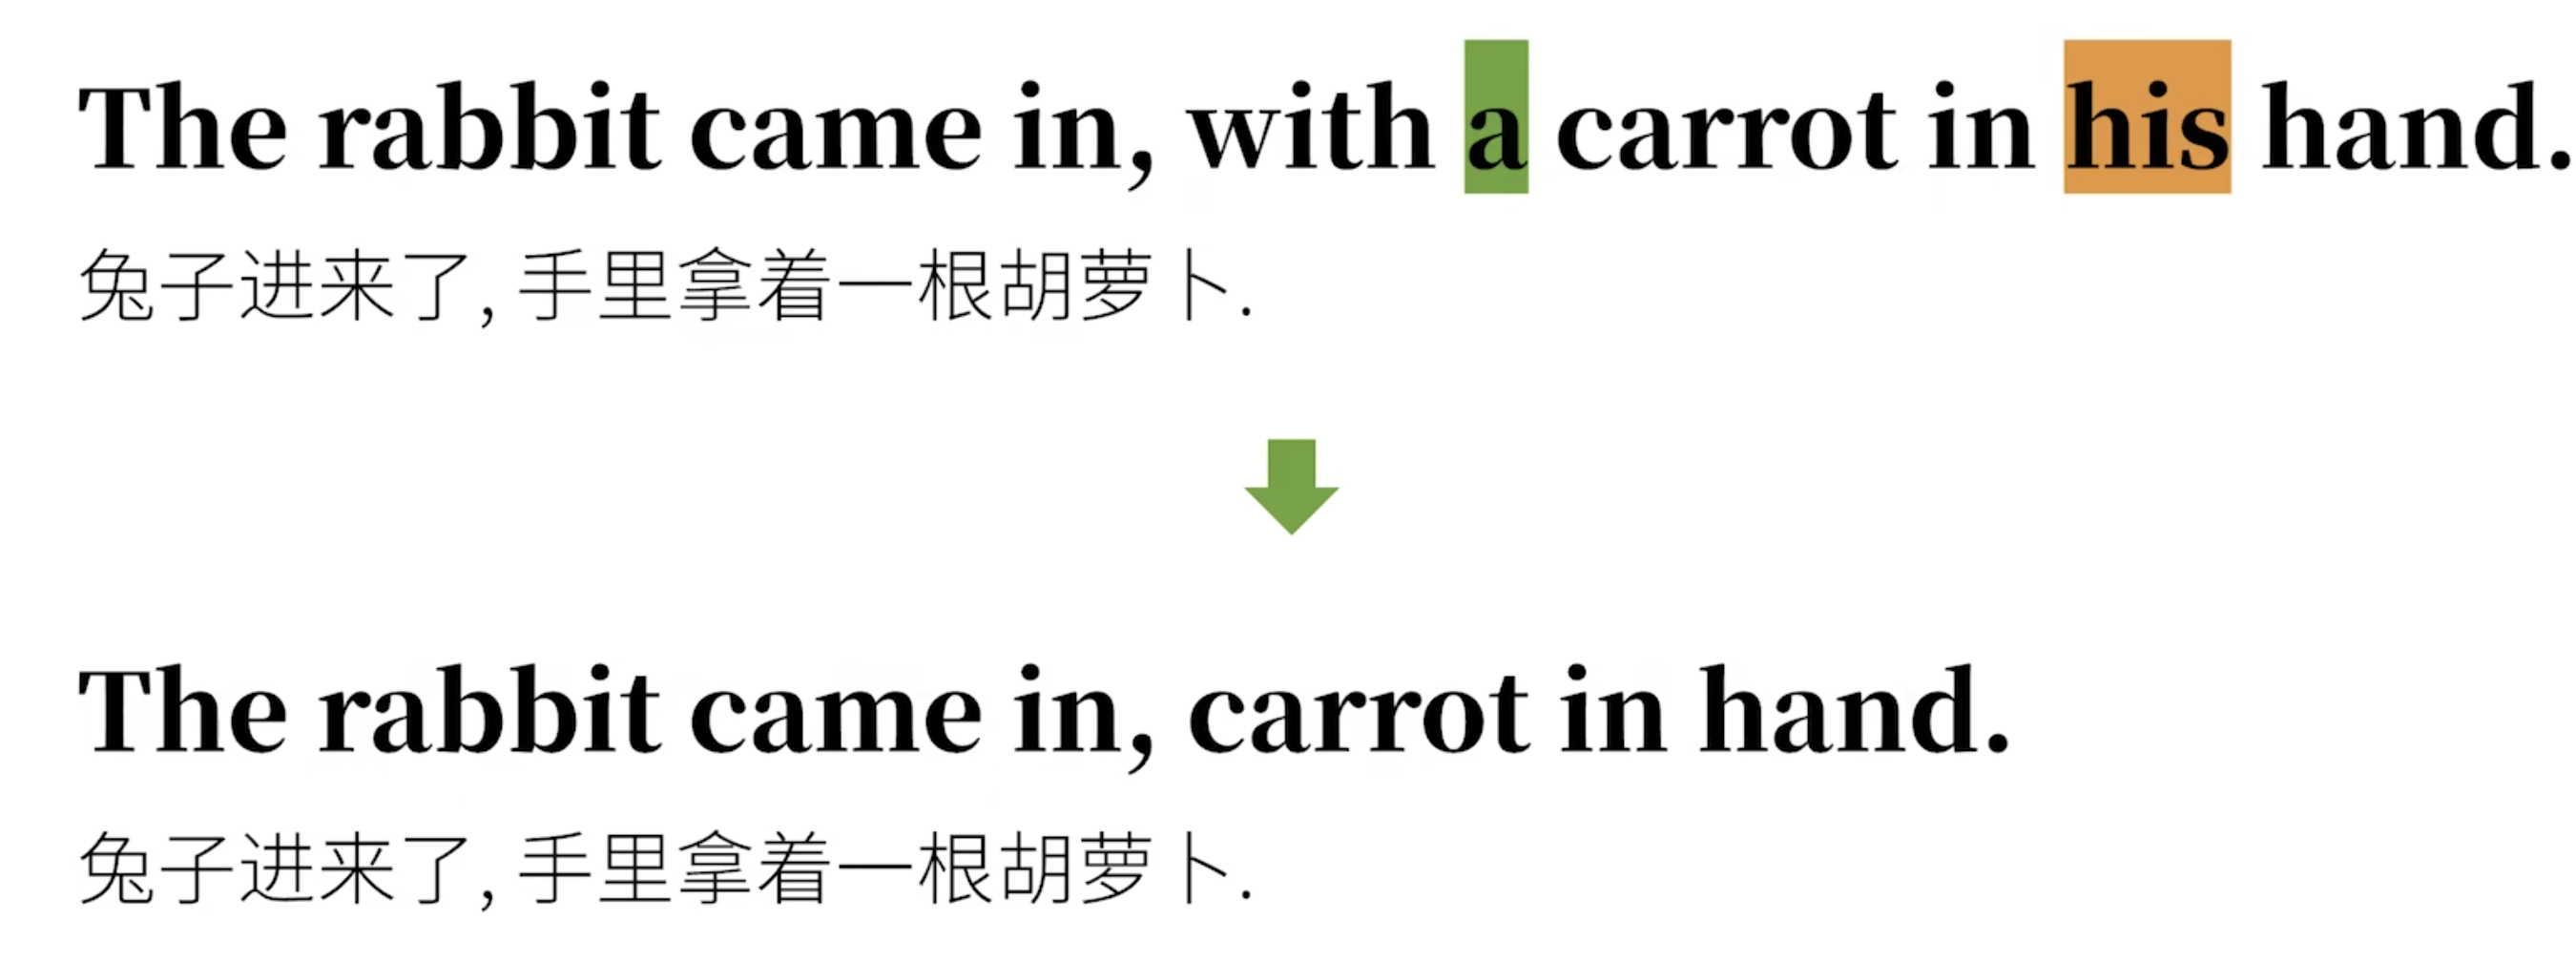 The rabbit came in, with a carrot in his hand.
兔子进来了, 手里拿着一根胡萝卜.
The rabbit came in, carrot in hand.
兔子进来了, 手里拿着一根胡萝卜.